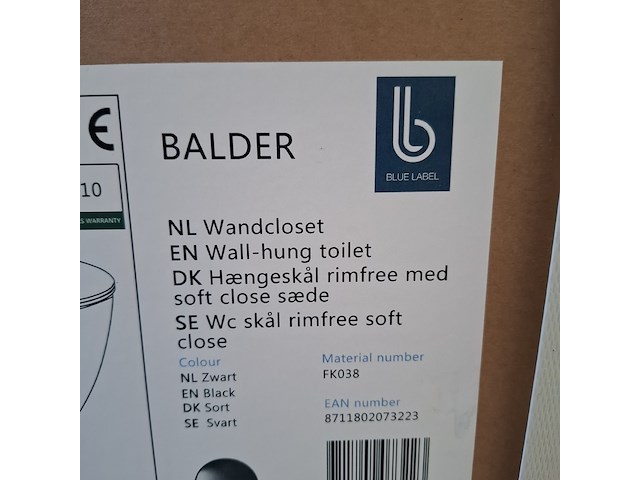 CE
10
WARRANTY
BALDER
BLUE LABEL
NL Wandcloset
EN Wall-hung toilet
DK Hængeskål rimfree med
soft close sæde
SE Wc skål rimfree soft
close
Colour
NL Zwart
EN Black
DK Sort
SE Svart
Material number
FK038
EAN number
8711802073223